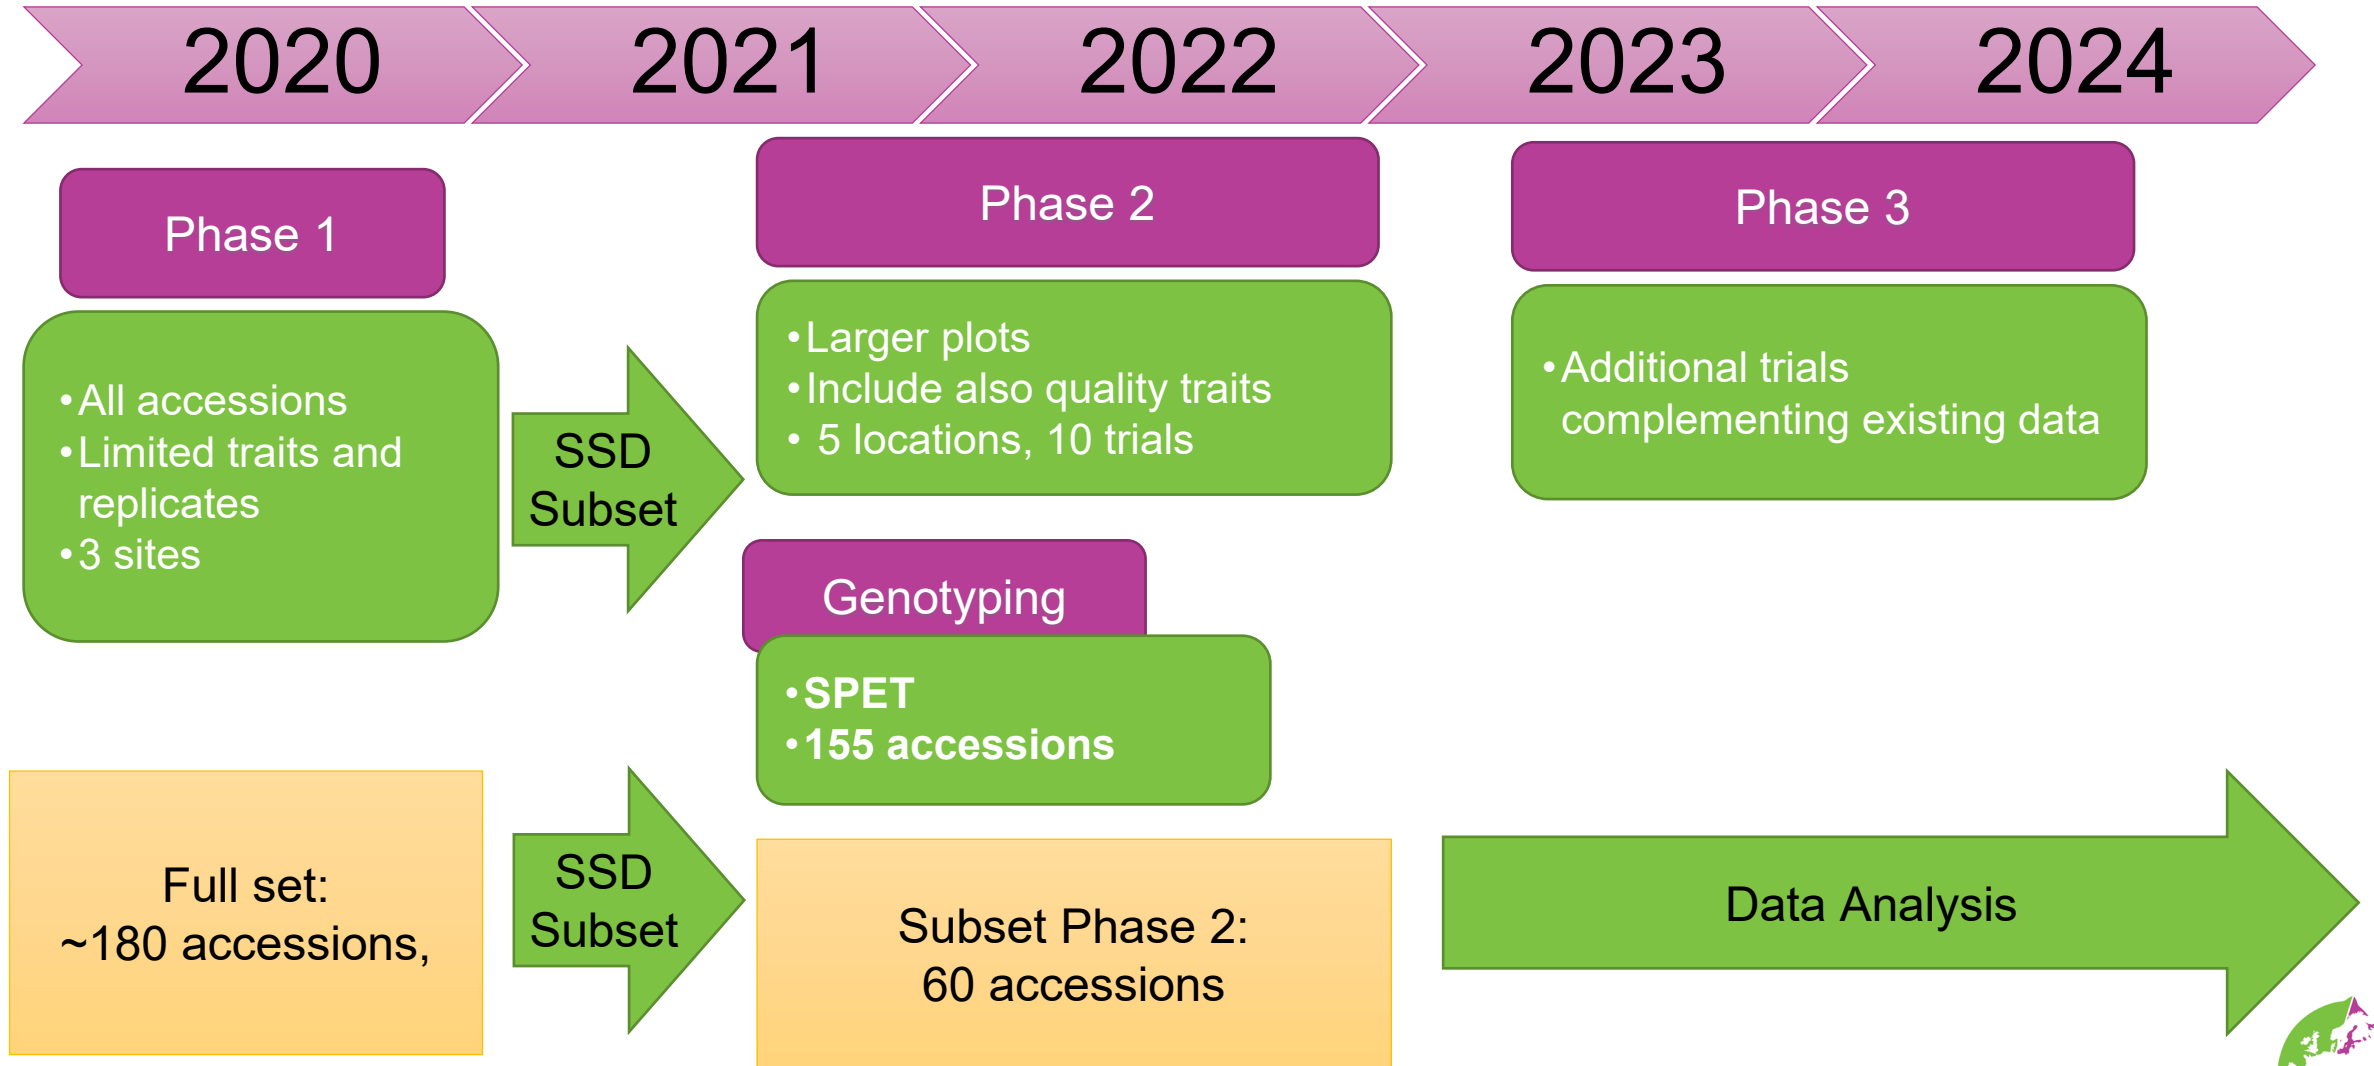 2020
2021
2022
2023
2024
Phase 1
•All accessions
•Limited traits and
replicates
•3 sites
SSD
Subset
Phase 2
•Larger plots
•Include also quality traits
• 5 locations, 10 trials
Phase 3
•Additional trials
complementing existing data
Genotyping
•SPET
•155 accessions
Full set:
~180 accessions,
SSD
Subset
Subset Phase 2:
60 accessions
Data Analysis